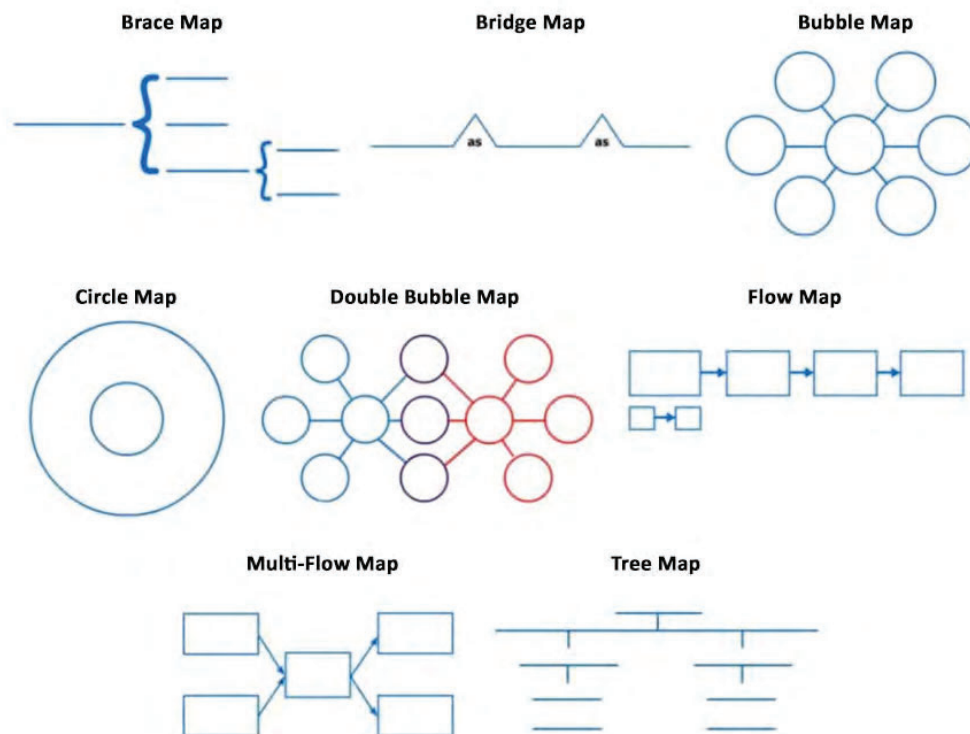 Brace Map
Bridge Map
Bubble Map
as
as
Circle Map
Double Bubble Map
Flow Map
Multi-Flow Map
Tree Map